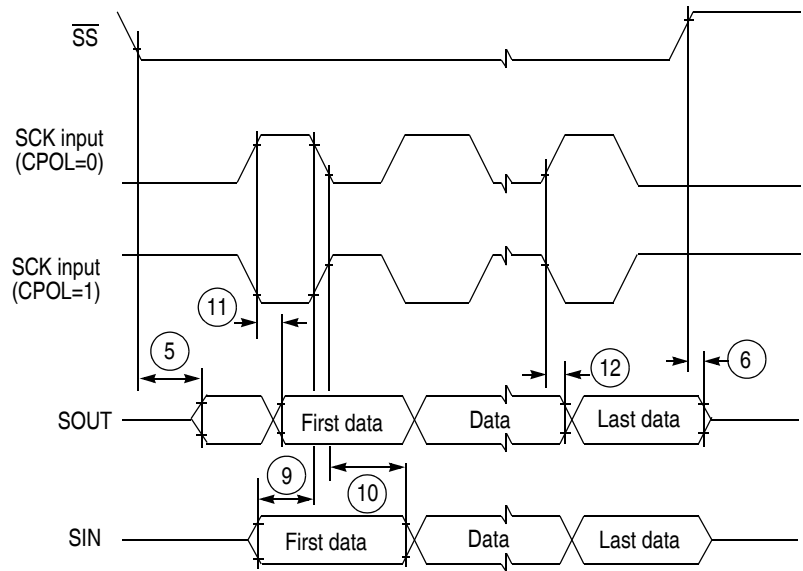 SS
SCK input
(CPOL=0)
SCK input
(CPOL=1)
11
5
12
6
SOUT
First data
Data
Last data
9
10
SIN
First data
Data
Last data